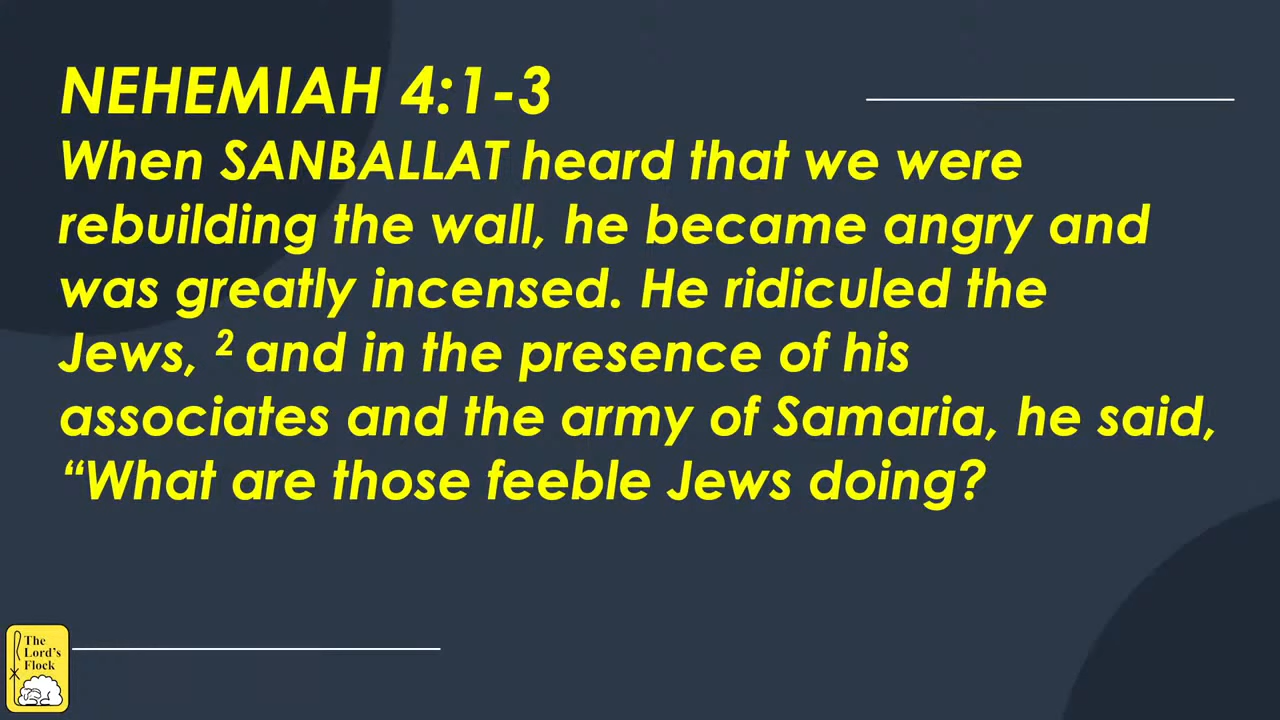 NEHEMIAH 4:1-3
When SANBALLAT heard that we were
rebuilding the wall, he became angry and
was greatly incensed. He ridiculed the
Jews, ² and in the presence of his
associates and the army of Samaria, he said,
“What are those feeble Jews doing?
The
Lord's
Flock